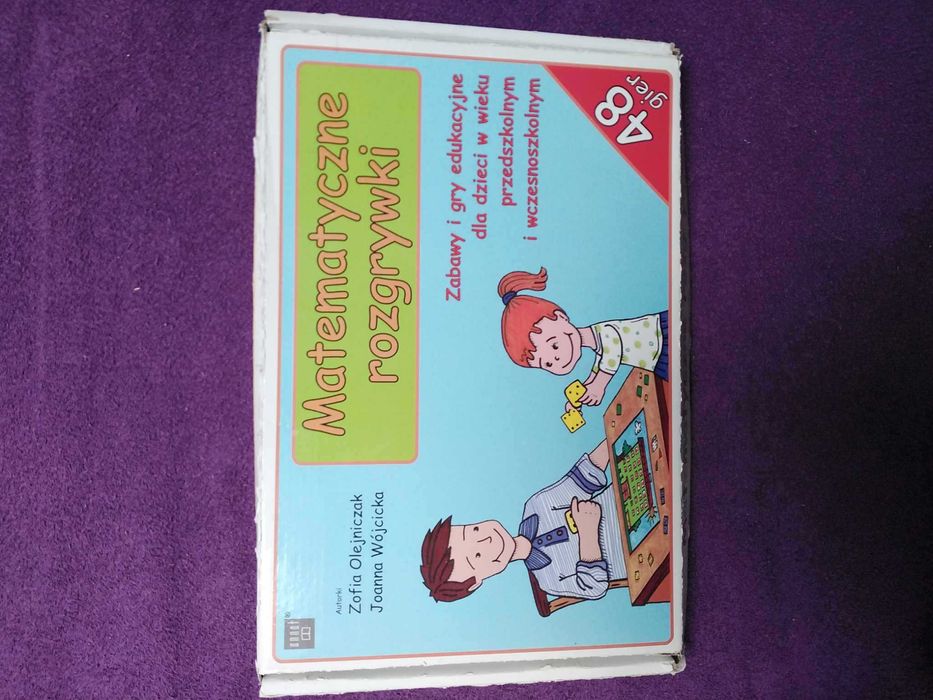 Autorki
Zofia Olejniczak
Joanna Wójcicka
Matematyczne
rozgrywki
Zabawy i gry edukacyjne
dla dzieci w wieku
przedszkolnym
i wczesnoszkolnym
48
gier